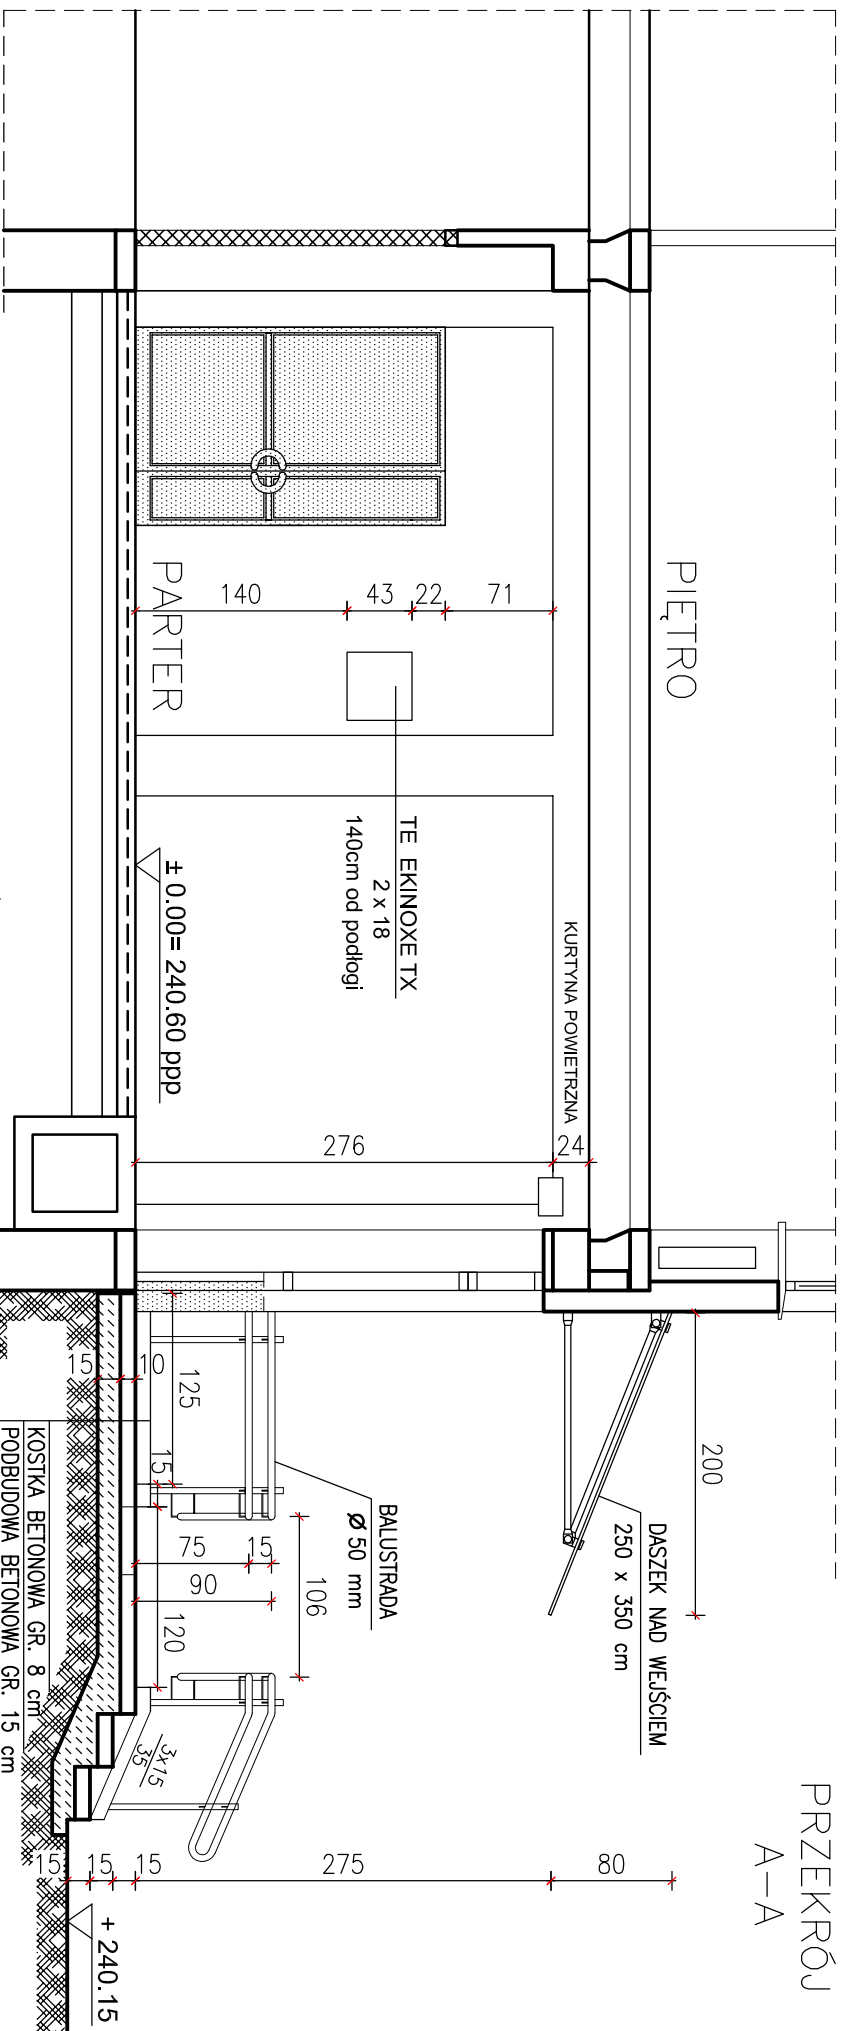 PRZEKRÓJ
A-A
PIĘTRO
PARTER
140
43
22
71
TE EKINOXE TX
2 x 18
140cm od podłogi
± 0.00= 240.60 ppp
KURTYNA POWIETRZNA
276
24
200
DASZEK NAD WEJŚCIEM
250 x 350 cm
BALUSTRADA
Ø 50 mm
15
10
125
15
75
15
90
106
120
3x15
35
KOSTKA BETONOWA GR. 8 cm
PODBUDOWA BETONOWA GR. 15 cm
15
15
15
275
80
+ 240.15